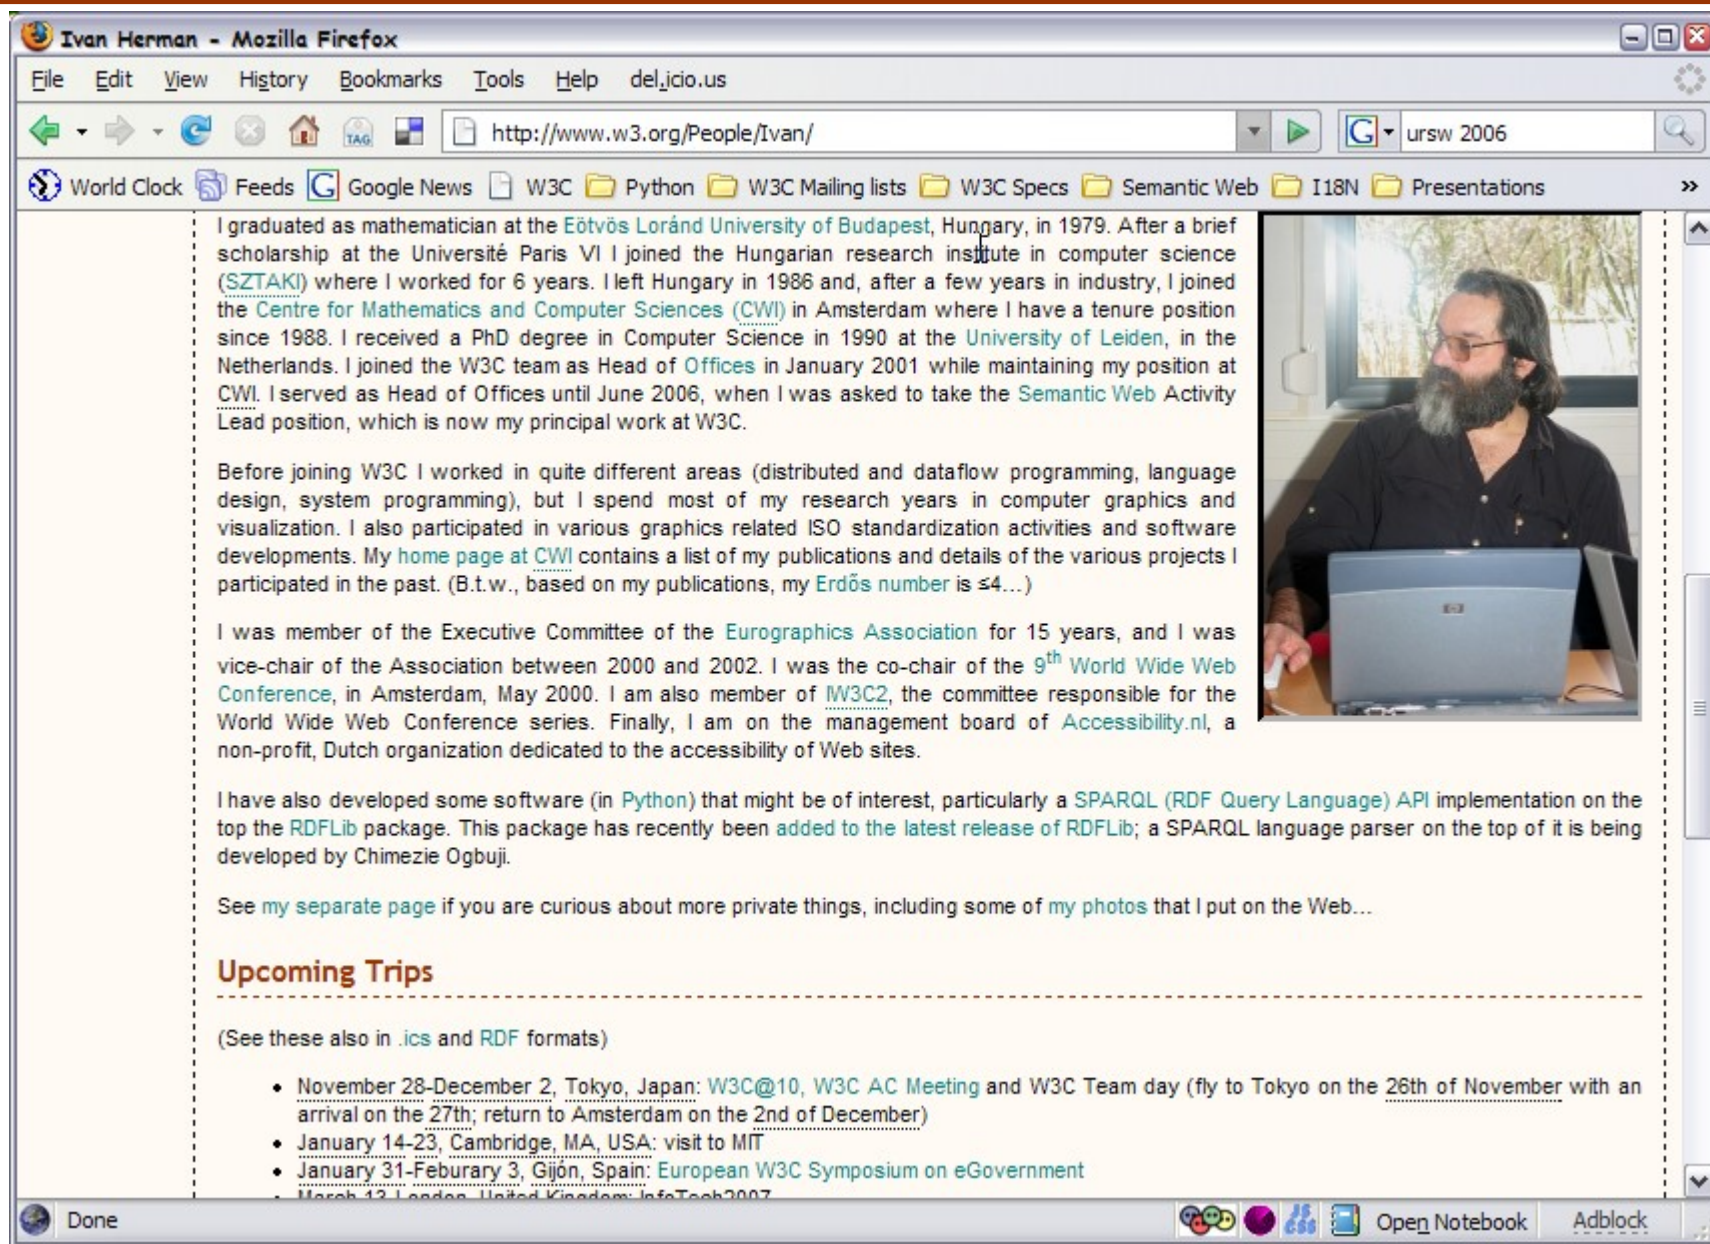 Ivan Herman - Mozilla Firefox
File Edit View History Bookmarks Tools Help del.icio.us
TAG http://www.w3.org/People/Ivan/ G ursw 2006
World Clock Feeds G Google News W3C Python W3C Mailing lists W3C Specs Semantic Web I18N Presentations »
I graduated as mathematician at the Eötvös Loránd University of Budapest, Hungary, in 1979. After a brief
scholarship at the Université Paris VI I joined the Hungarian research institute in computer science
(SZTAKI) where I worked for 6 years. I left Hungary in 1986 and, after a few years in industry, I joined
the Centre for Mathematics and Computer Sciences (CWI) in Amsterdam where I have a tenure position
since 1988. I received a PhD degree in Computer Science in 1990 at the University of Leiden, in the
Netherlands. I joined the W3C team as Head of Offices in January 2001 while maintaining my position at
CWI. I served as Head of Offices until June 2006, when I was asked to take the Semantic Web Activity
Lead position, which is now my principal work at W3C.
Before joining W3C I worked in quite different areas (distributed and dataflow programming, language
design, system programming), but I spend most of my research years in computer graphics and
visualization. I also participated in various graphics related ISO standardization activities and software
developments. My home page at CWI contains a list of my publications and details of the various projects I
participated in the past. (B.t.w., based on my publications, my Erdős number is ≤4...)
I was member of the Executive Committee of the Eurographics Association for 15 years, and I was
vice-chair of the Association between 2000 and 2002. I was the co-chair of the 9th World Wide Web
Conference, in Amsterdam, May 2000. I am also member of IW3C2, the committee responsible for the
World Wide Web Conference series. Finally, I am on the management board of Accessibility.nl, a
non-profit, Dutch organization dedicated to the accessibility of Web sites.
I have also developed some software (in Python) that might be of interest, particularly a SPARQL (RDF Query Language) API implementation on the
top the RDFLib package. This package has recently been added to the latest release of RDFLib; a SPARQL language parser on the top of it is being
developed by Chimezie Ogbuji.
See my separate page if you are curious about more private things, including some of my photos that I put on the Web...
Upcoming Trips
(See these also in .ics and RDF formats)
• November 28-December 2, Tokyo, Japan: W3C@10, W3C AC Meeting and W3C Team day (fly to Tokyo on the 26th of November with an
arrival on the 27th; return to Amsterdam on the 2nd of December)
• January 14-23, Cambridge, MA, USA: visit to MIT
• January 31-Feburary 3, Gijón, Spain: European W3C Symposium on eGovernment
• March 13 London, United Kingdom: InfoTech2007
Done JS CSS Open Notebook Adblock